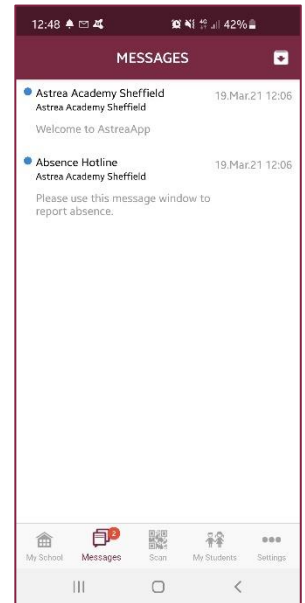 12:48 42%
MESSAGES
Astrea Academy Sheffield 19.Mar.21 12:06
Astrea Academy Sheffield
Welcome to AstreaApp
Absence Hotline 19.Mar.21 12:06
Astrea Academy Sheffield
Please use this message window to
report absence.
2
My School Messages Scan My Students Settings